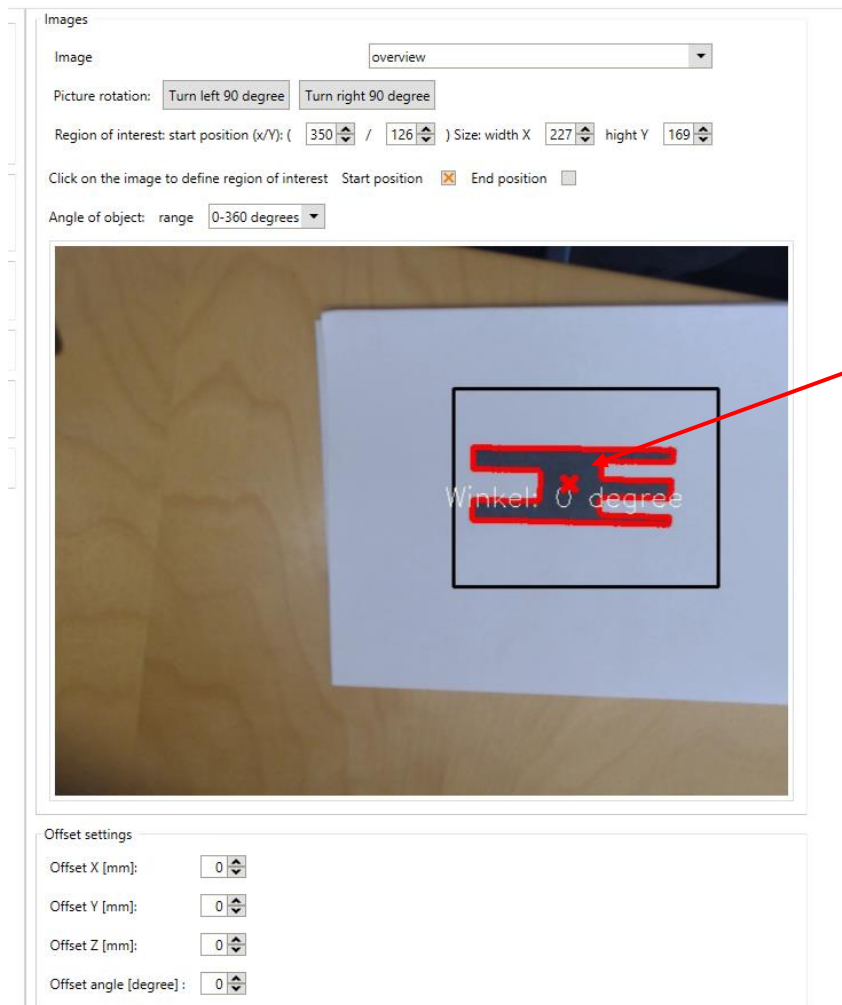 Images
Image overview
Picture rotation: Turn left 90 degree Turn right 90 degree
Region of interest: start position (x/Y): ( 350 / 126 ) Size: width X 227 hight Y 169
Click on the image to define region of interest Start position End position
Angle of object: range 0-360 degrees
Winkel: 0 degree
Offset settings
Offset X [mm]: 0
Offset Y [mm]: 0
Offset Z [mm]: 0
Offset angle [degree] : 0